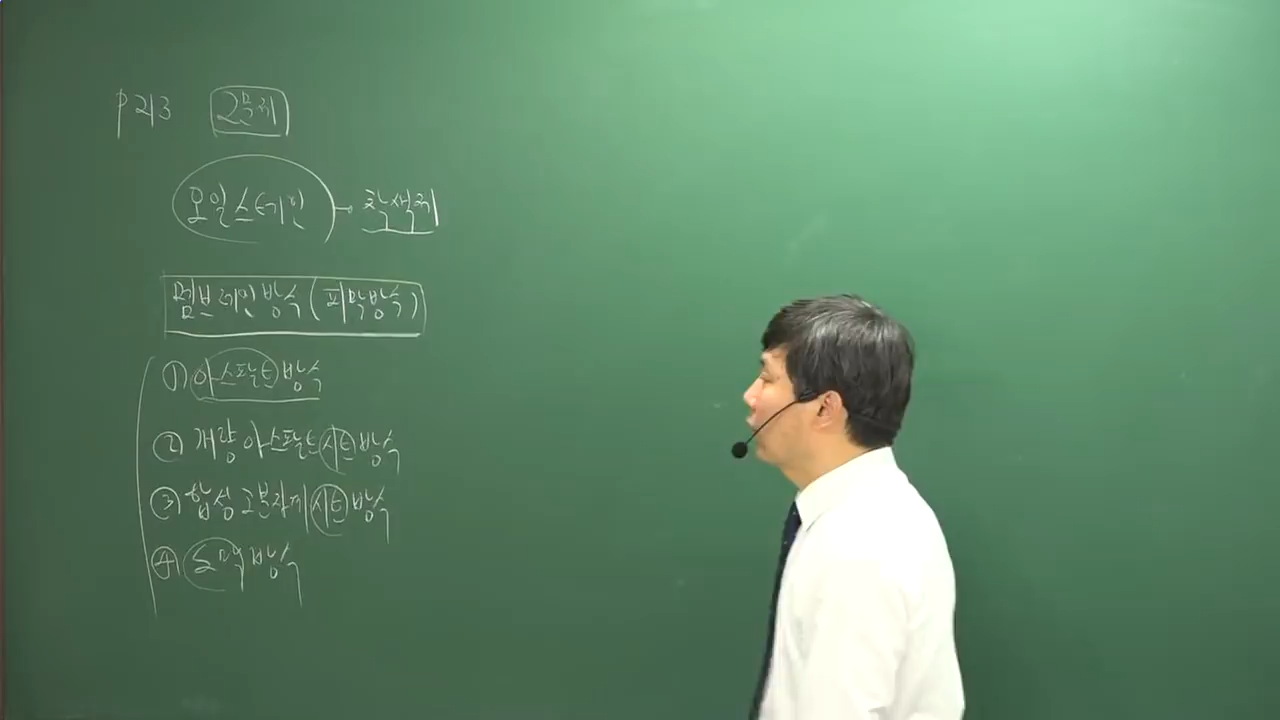 P213 2문제
오일스테인 - 착색제
멤브레인방수(피막방수)
① 아스팔트방수
② 개량아스팔트시트방수
③ 합성고분자계시트방수
④ 도막방수